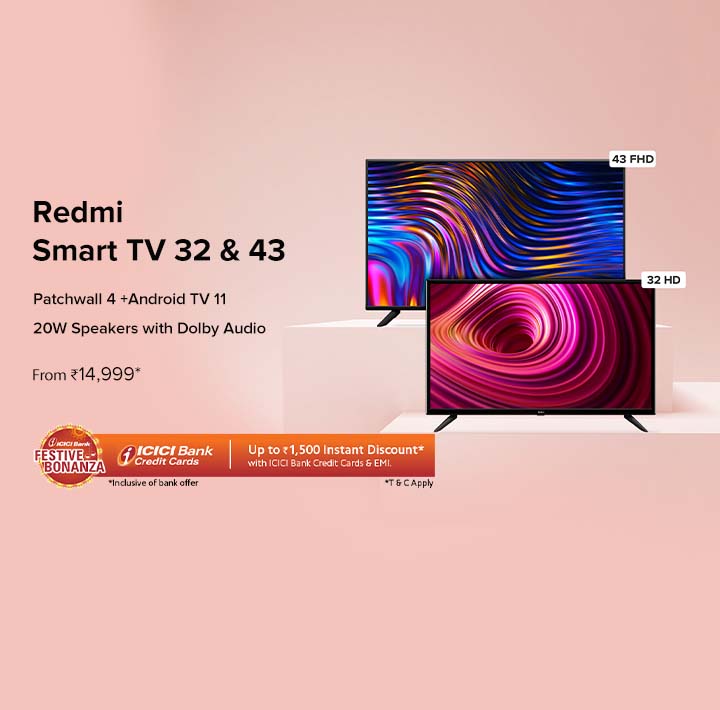 Redmi
Smart TV 32 & 43
Patchwall 4 +Android TV 11
20W Speakers with Dolby Audio
From ₹14,999*
43 FHD
32 HD
ICICI Bank
FESTIVE
BONANZA
ICICI Bank
Credit Cards
Up to ₹1,500 Instant Discount*
with ICICI Bank Credit Cards & EMI.
*Inclusive of bank offer
*T & C Apply